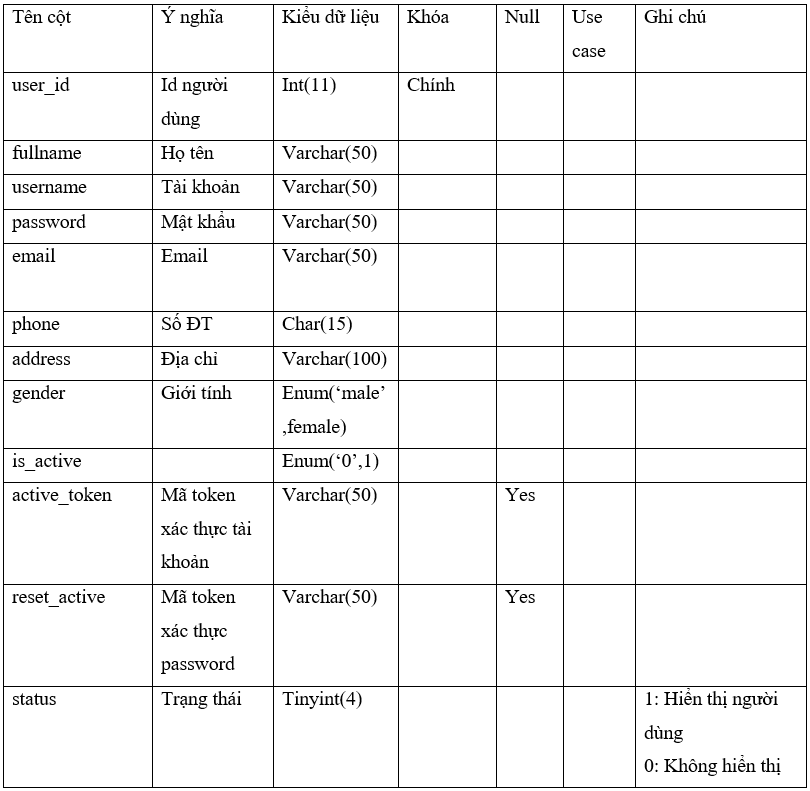 Tên cột Ý nghĩa Kiểu dữ liệu Khóa Null Use Ghi chú
case
user_id Id người Int(11) Chính
dùng
fullname Họ tên Varchar(50)
username Tài khoản Varchar(50)
password Mật khẩu Varchar(50)
email Email Varchar(50)
phone Số ĐT Char(15)
address Địa chỉ Varchar(100)
gender Giới tính Enum(‘male’
,female)
is_active Enum(‘0’,1)
active_token Mã token Varchar(50) Yes
xác thực tài
khoản
reset_active Mã token Varchar(50) Yes
xác thực
password
status Trạng thái Tinyint(4) 1: Hiển thị người
dùng
0: Không hiển thị